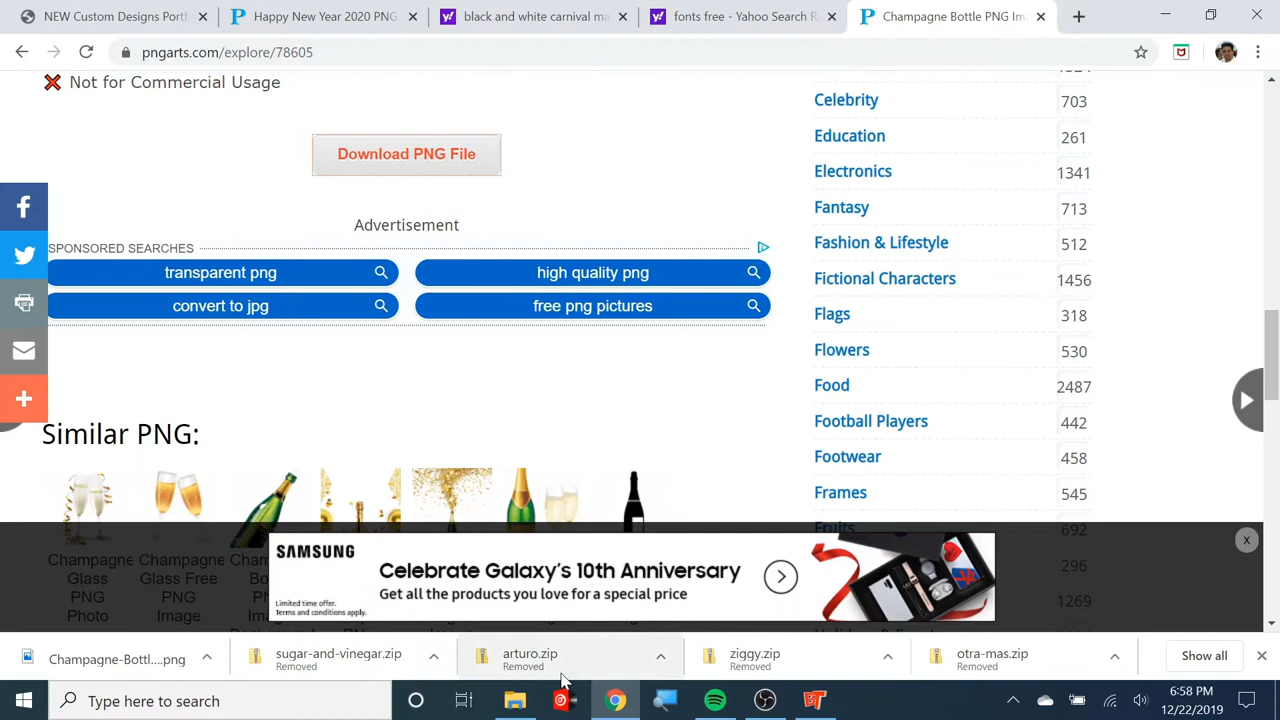 NEW Custom Designs Portf
Happy New Year 2020 PNG
black and white carnival ma
fonts free - Yahoo Search R
Champagne Bottle PNG Im
pngarts.com/explore/78605
Not for Commercial Usage
Download PNG File
Advertisement
SPONSORED SEARCHES
transparent png
high quality png
convert to jpg
free png pictures
Similar PNG:
Champagne
Glass
PNG
Photo
Champagne
Glass Free
PNG
Image
Celebrity 703
Education 261
Electronics 1341
Fantasy 713
Fashion & Lifestyle 512
Fictional Characters 1456
Flags 318
Flowers 530
Food 2487
Football Players 442
Footwear 458
Frames 545
Fruits 692
296
1269
SAMSUNG
Celebrate Galaxy's 10th Anniversary
Get all the products you love for a special price
Limited time offer.
Terms and conditions apply.
x
Champagne-Bottl....png
sugar-and-vinegar.zip
Removed
arturo.zip
Removed
ziggy.zip
Removed
otra-mas.zip
Removed
Show all
Type here to search
BT
6:58 PM
12/22/2019